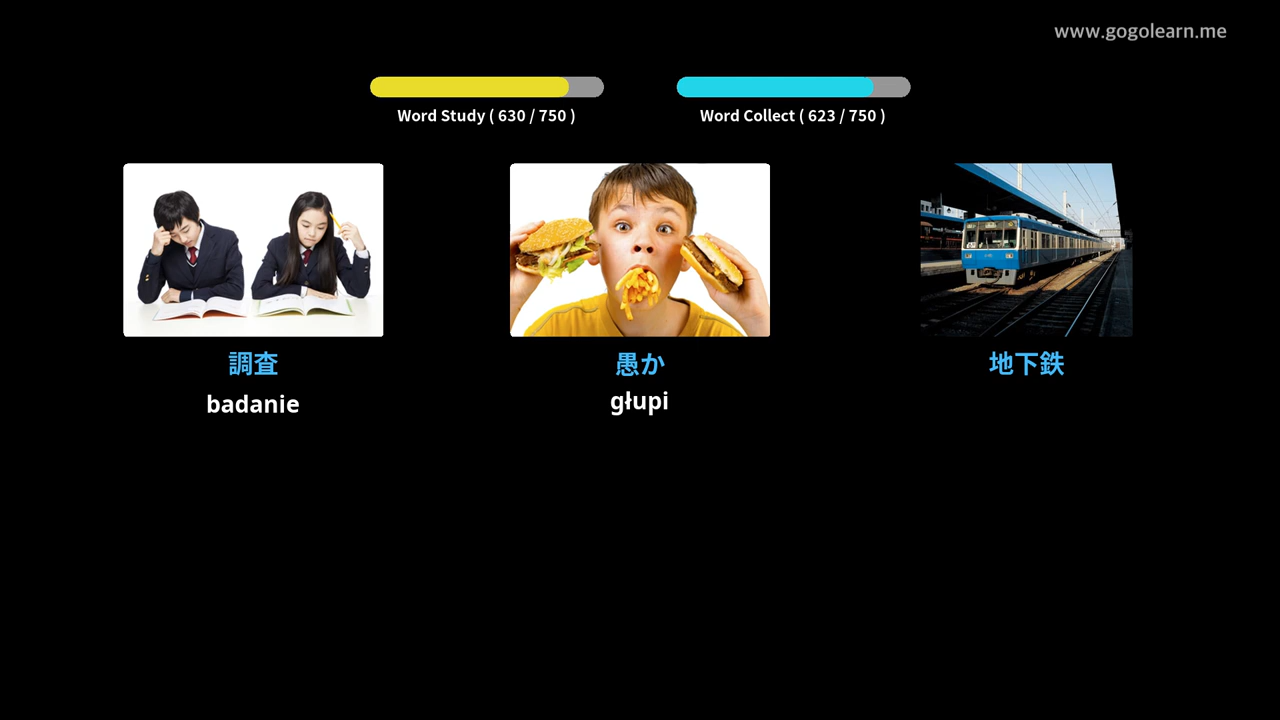 www.gogolearn.me
Word Study ( 630 / 750 )
Word Collect ( 623 / 750 )
調査
愚か
地下鉄
badanie
głupi